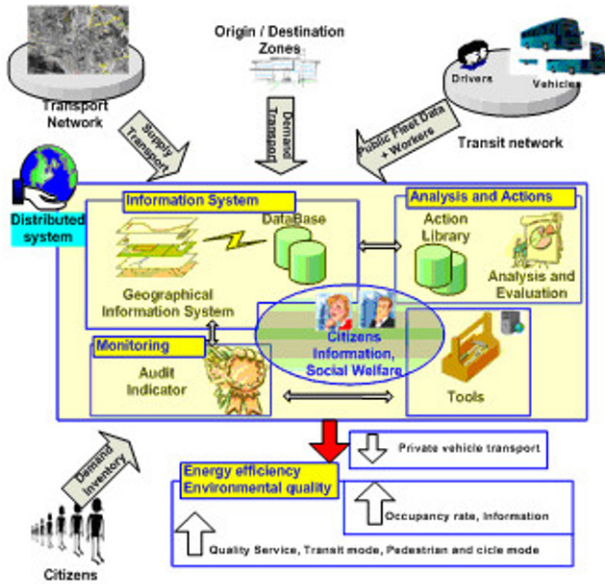 Origin / Destination
Zones
Drivers
Vehicles
Transport
Network
Transit network
Supply
Transport
Demand
Transport
Public Fleet Data
+ Workers
Distributed
system
Information System
DataBase
Geographical
Information System
Analysis and Actions
Action
Library
Analysis and
Evaluation
Citizens
Information,
Social Welfare
Monitoring
Audit
Indicator
Tools
Demand
inventory
Citizens
Private vehicle transport
Energy efficiency
Environmental quality
Occupancy rate, Information
Quality Service, Transit mode, Pedestrian and cicle mode